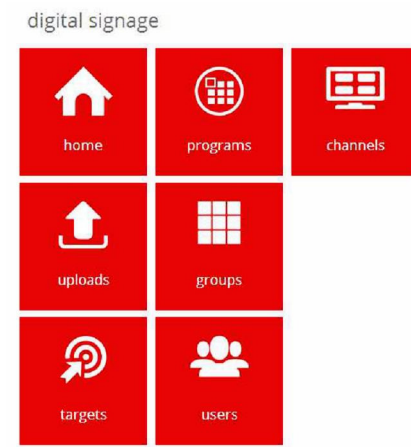 digital signage
home
programs
channels
uploads
groups
targets
users